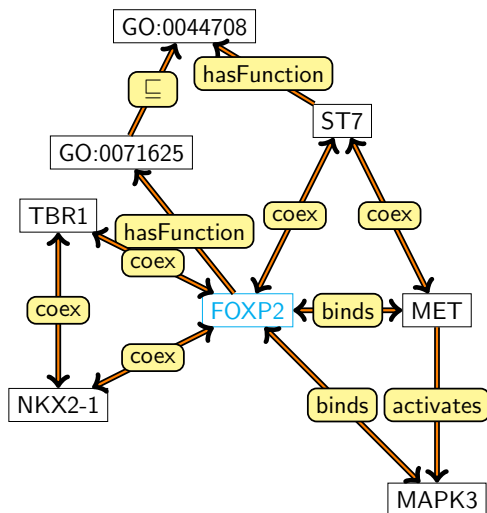 GO:0044708
hasFunction
⊑
ST7
GO:0071625
TBR1
hasFunction
coex
coex
coex
FOXP2
binds
MET
coex
coex
NKX2-1
binds
activates
MAPK3